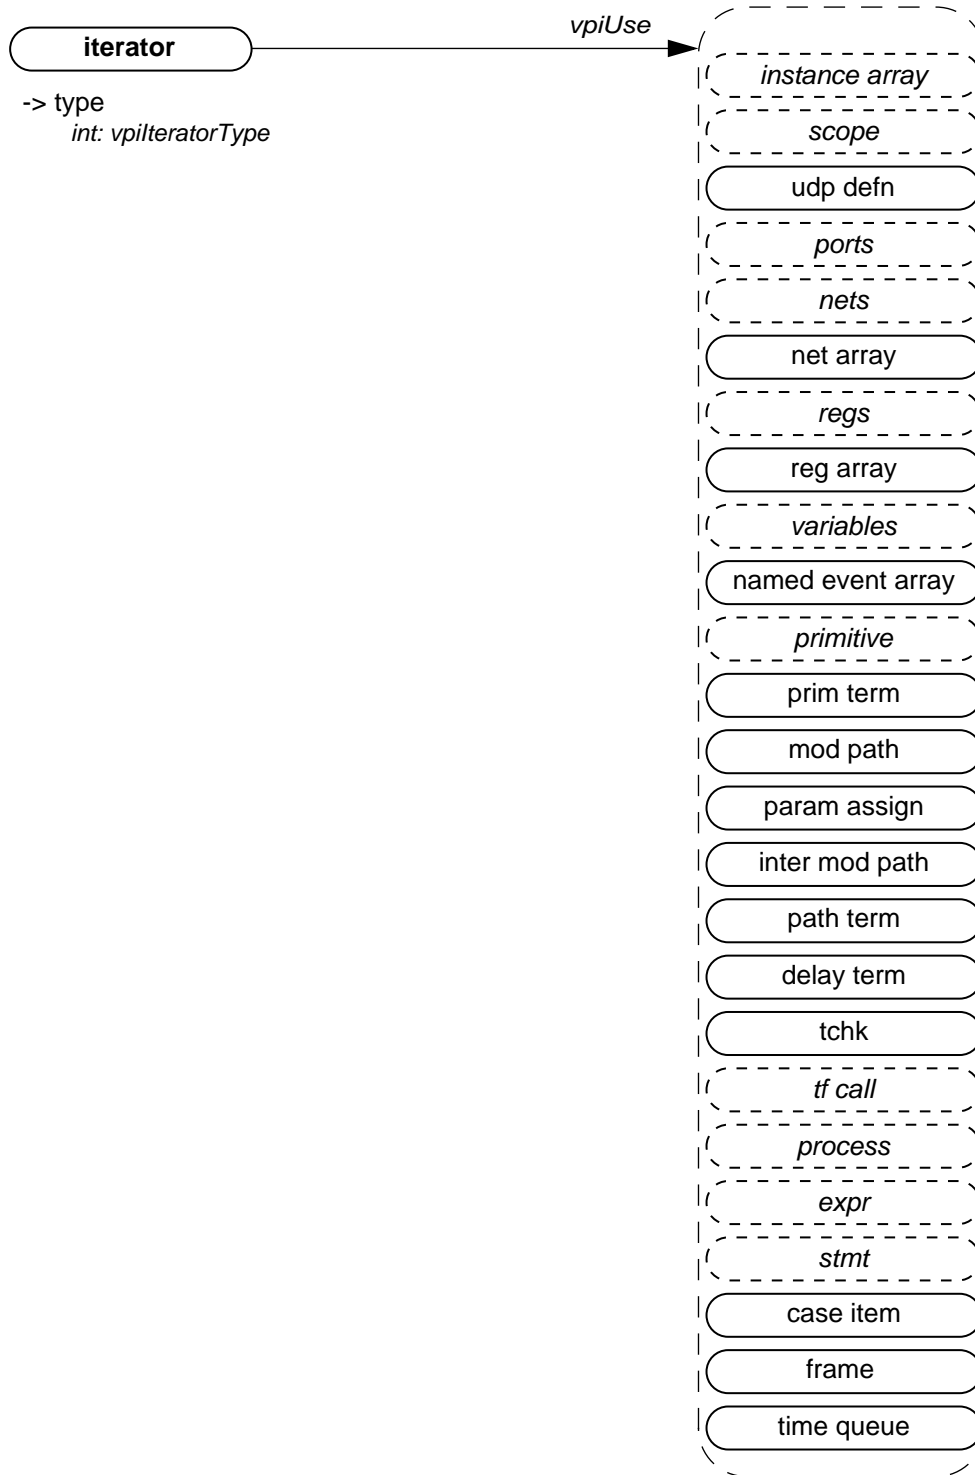 vpiUse
iterator
-> type
int: vpiIteratorType
instance array
scope
udp defn
ports
nets
net array
regs
reg array
variables
named event array
primitive
prim term
mod path
param assign
inter mod path
path term
delay term
tchk
tf call
process
expr
stmt
case item
frame
time queue